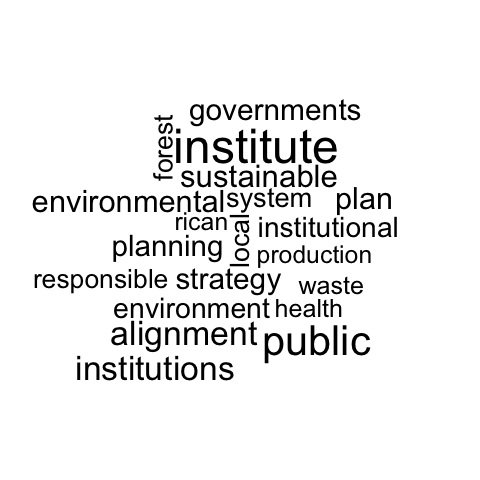 governments
forest
institute
sustainable
environmental
system
plan
rican
local
institutional
planning
production
responsible
strategy
waste
environment
health
alignment
public
institutions